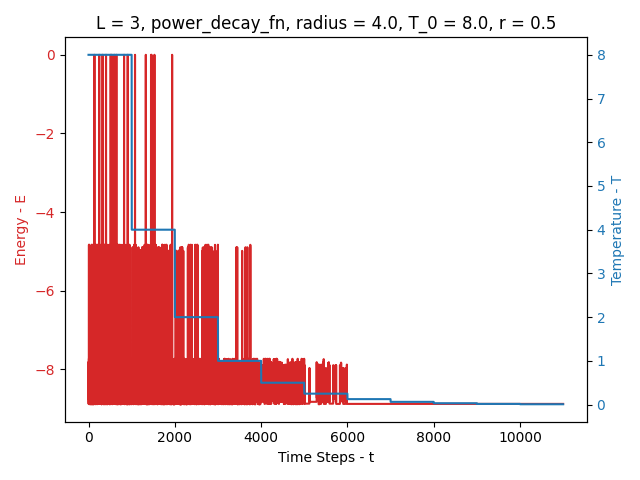 L = 3, power_decay_fn, radius = 4.0, T_0 = 8.0, r = 0.5
Energy - E
0
−2
−4
−6
−8
0 2000 4000 6000 8000 10000
Time Steps - t
8
7
6
5
4
3
2
1
0
Temperature - T